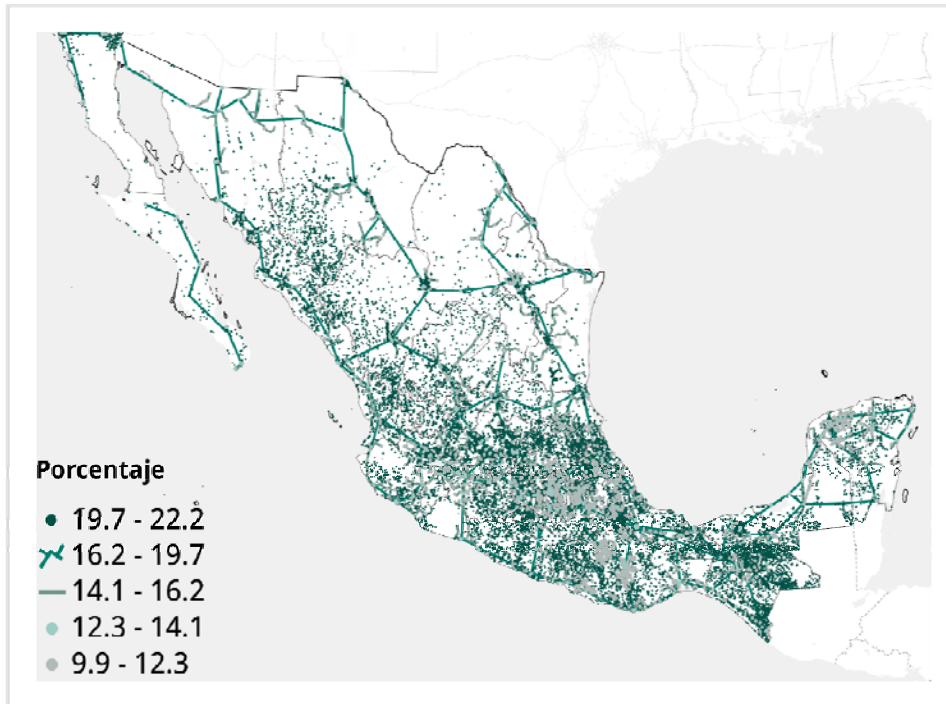 Porcentaje
19.7 - 22.2
16.2 - 19.7
14.1 - 16.2
12.3 - 14.1
9.9 - 12.3